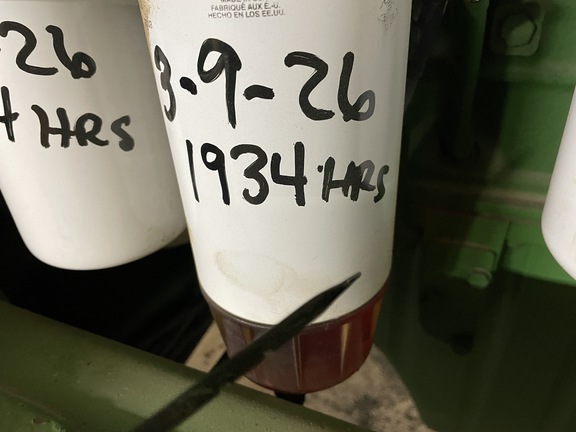 FABRIQUÉ AUX É.-U.
HECHO EN LOS EE.UU.
26
HRS
3-9-26
1934 HRS